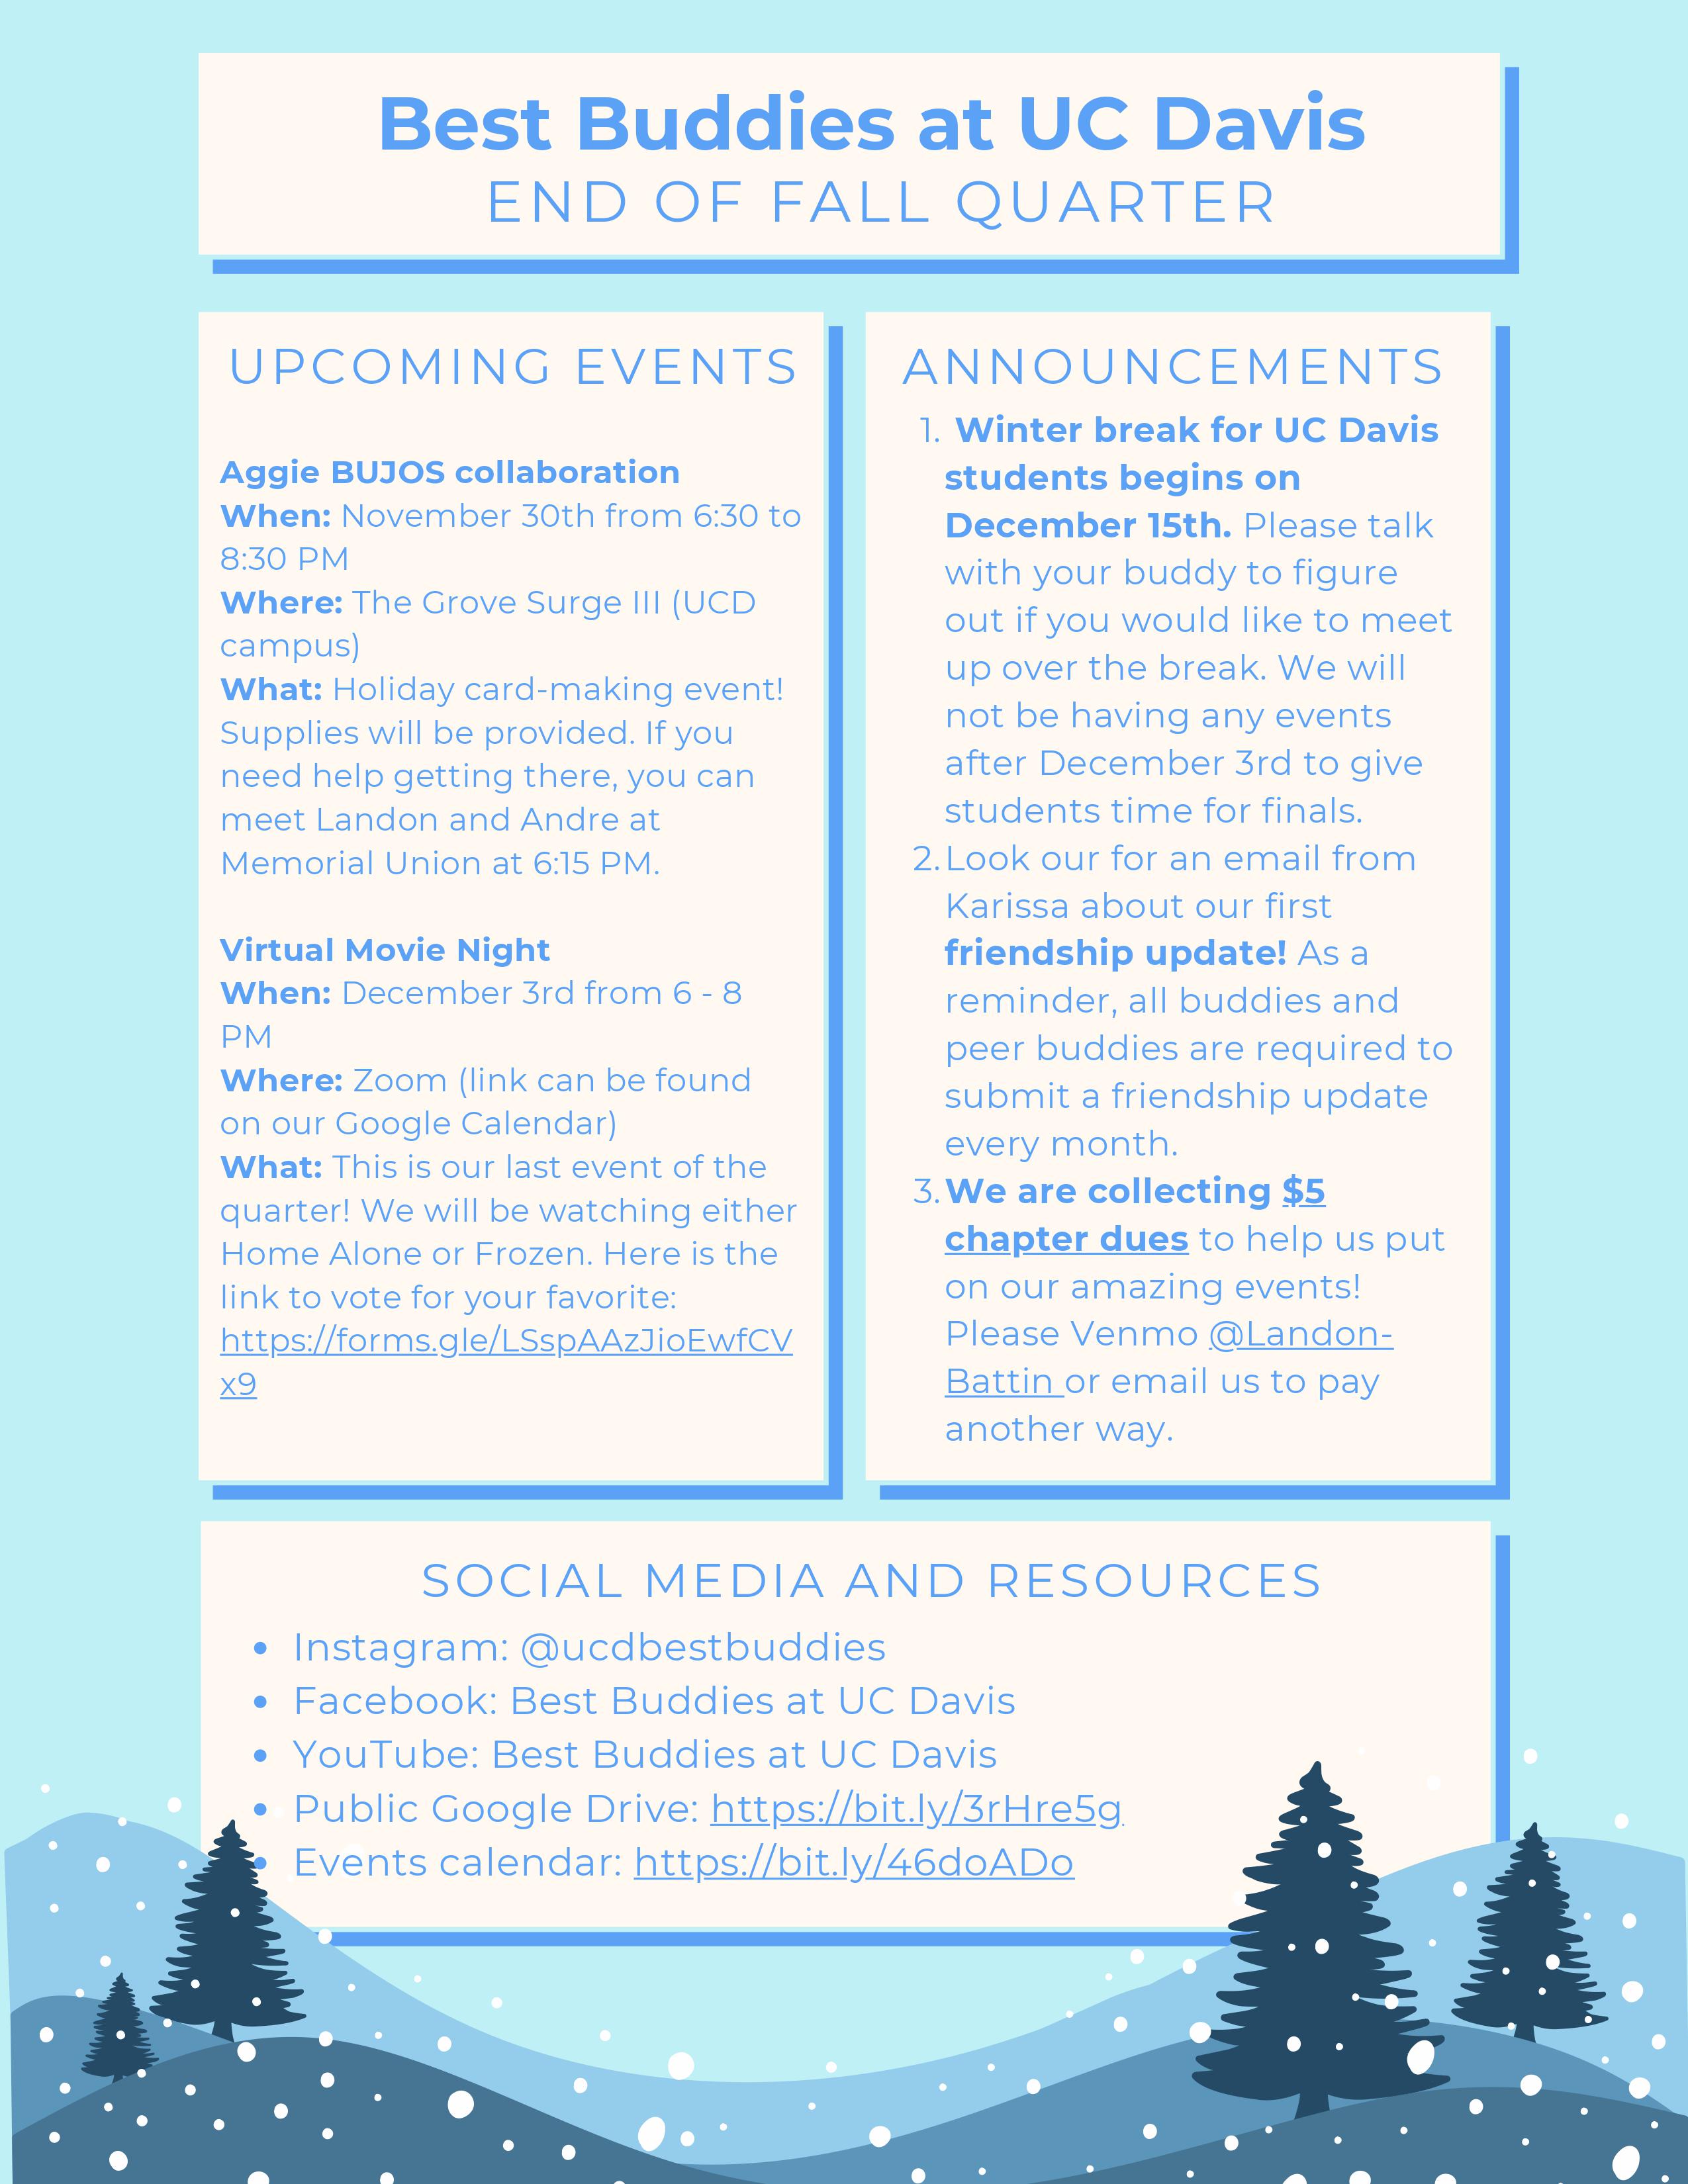 Best Buddies at UC Davis
END OF FALL QUARTER
UPCOMING EVENTS
Aggie BUJOS collaboration
When: November 30th from 6:30 to
8:30 PM
Where: The Grove Surge III (UCD
campus)
What: Holiday card-making event!
Supplies will be provided. If you
need help getting there, you can
meet Landon and Andre at
Memorial Union at 6:15 PM.
Virtual Movie Night
When: December 3rd from 6 - 8
PM
Where: Zoom (link can be found
on our Google Calendar)
What: This is our last event of the
quarter! We will be watching either
Home Alone or Frozen. Here is the
link to vote for your favorite:
https://forms.gle/LSspAAzJioEwfCV
x9
ANNOUNCEMENTS
1. Winter break for UC Davis
students begins on
December 15th. Please talk
with your buddy to figure
out if you would like to meet
up over the break. We will
not be having any events
after December 3rd to give
students time for finals.
2. Look our for an email from
Karissa about our first
friendship update! As a
reminder, all buddies and
peer buddies are required to
submit a friendship update
every month.
3. We are collecting $5
chapter dues to help us put
on our amazing events!
Please Venmo @Landon-
Battin or email us to pay
another way.
SOCIAL MEDIA AND RESOURCES
• Instagram: @ucdbestbuddies
• Facebook: Best Buddies at UC Davis
• YouTube: Best Buddies at UC Davis
• Public Google Drive: https://bit.ly/3rHre5g
• Events calendar: https://bit.ly/46doADo